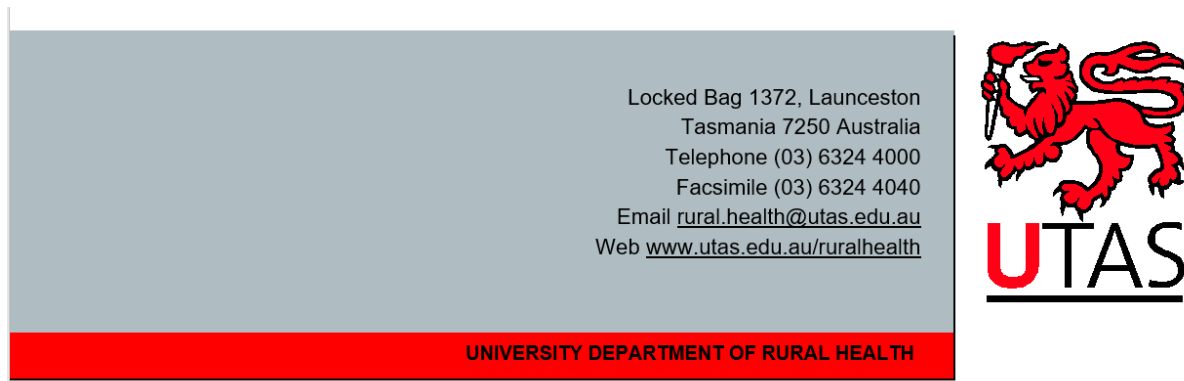 Locked Bag 1372, Launceston
Tasmania 7250 Australia
Telephone (03) 6324 4000
Facsimile (03) 6324 4040
Email rural.health@utas.edu.au
Web www.utas.edu.au/ruralhealth
UTAS
UNIVERSITY DEPARTMENT OF RURAL HEALTH